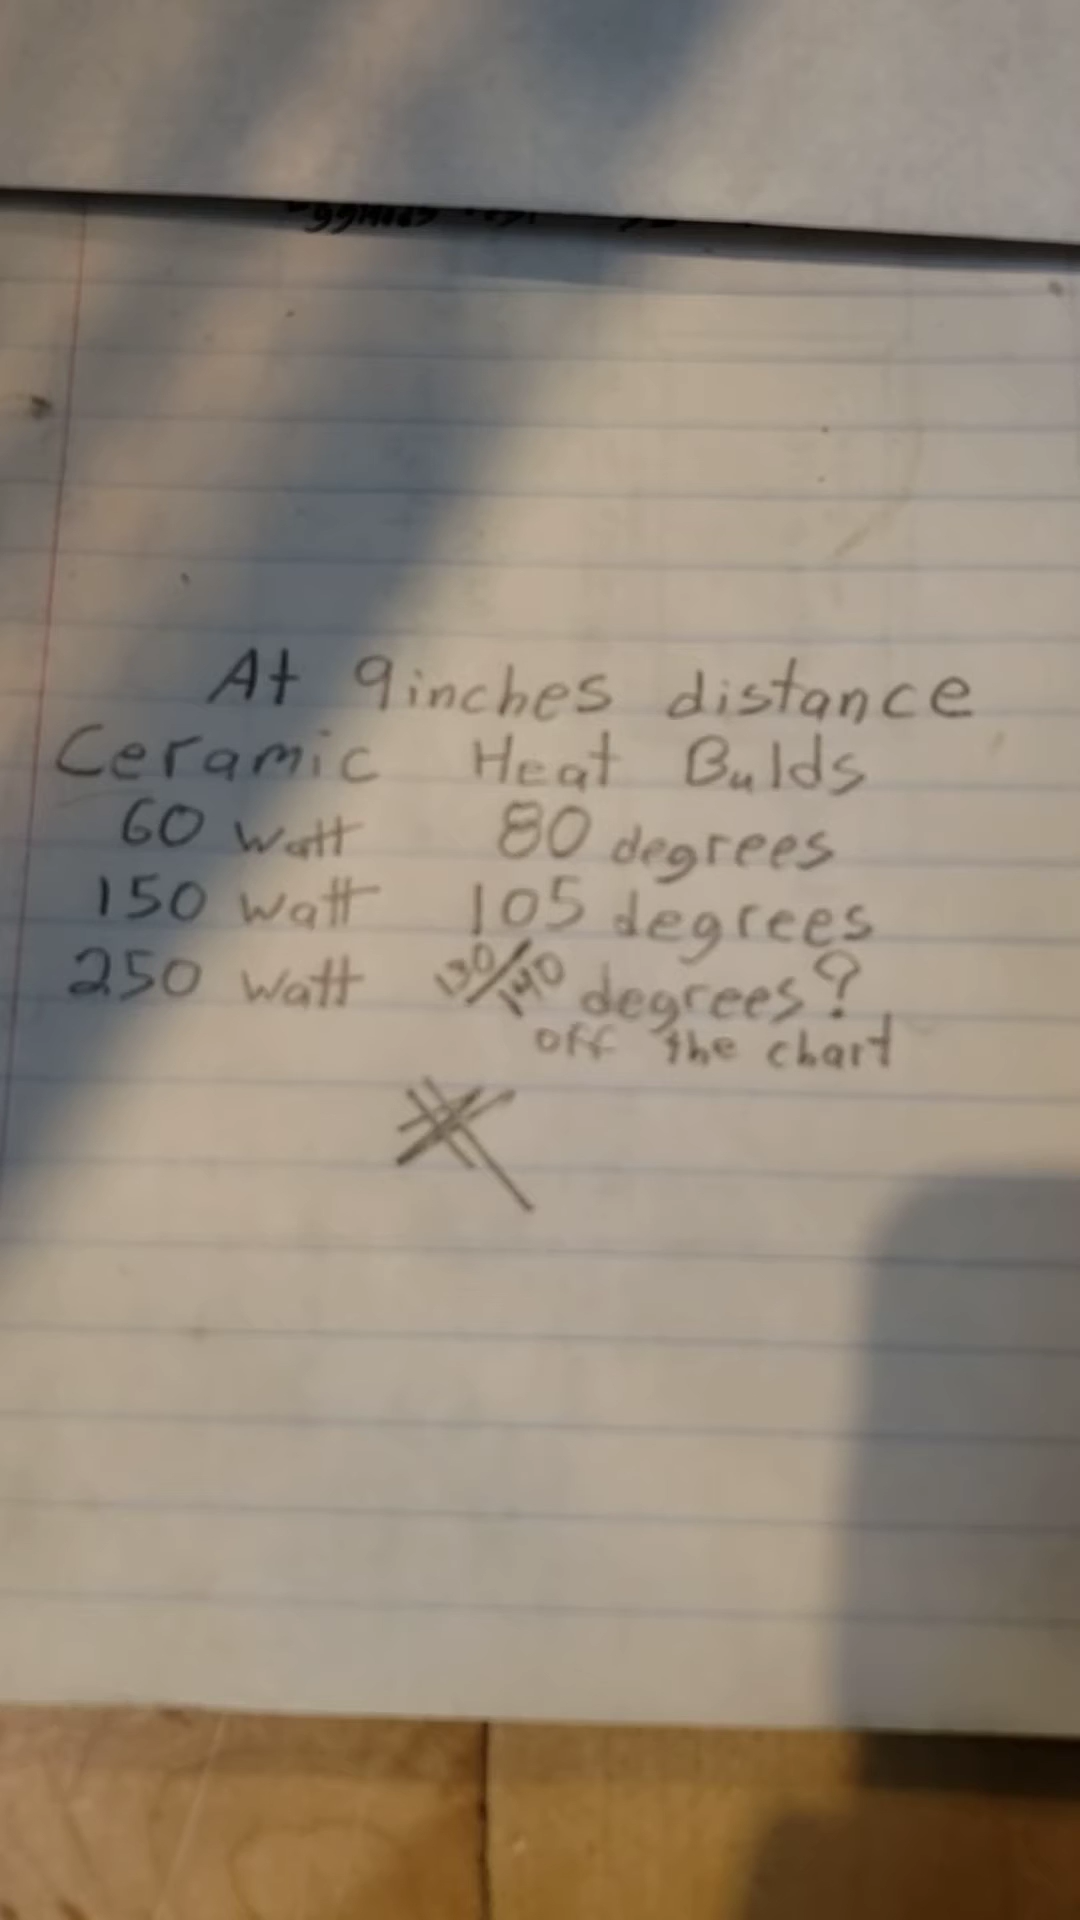 At 9inches distance
Ceramic Heat Bulds
60 watt 80 degrees
150 watt 105 degrees
250 watt 130/140 degrees?
off the chart